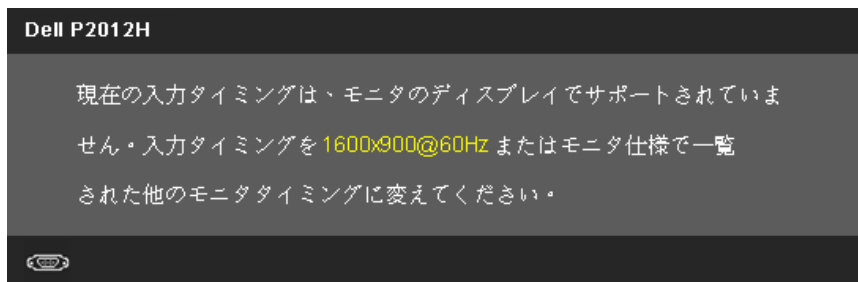 Dell P2012H
現在の入力タイミングは、モニタのディスプレイでサポートされていま
せん。入力タイミングを1600x900@60Hz またはモニタ仕様で一覧
された他のモニタタイミングに変えてください。